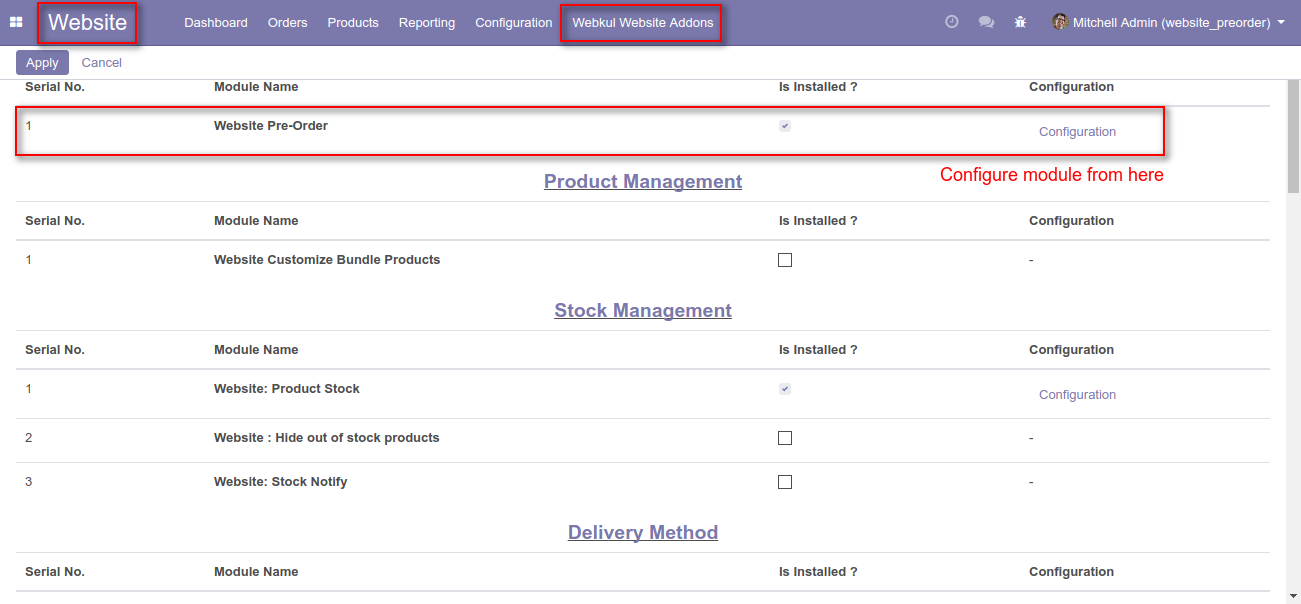 Website Dashboard Orders Products Reporting Configuration Webkul Website Addons Mitchell Admin (website_preorder)
Apply Cancel
Serial No. Module Name Is Installed ? Configuration
1 Website Pre-Order Configuration
Configure module from here
Product Management
Serial No. Module Name Is Installed ? Configuration
1 Website Customize Bundle Products -
Stock Management
Serial No. Module Name Is Installed ? Configuration
1 Website: Product Stock Configuration
2 Website : Hide out of stock products -
3 Website: Stock Notify -
Delivery Method
Serial No. Module Name Is Installed ? Configuration